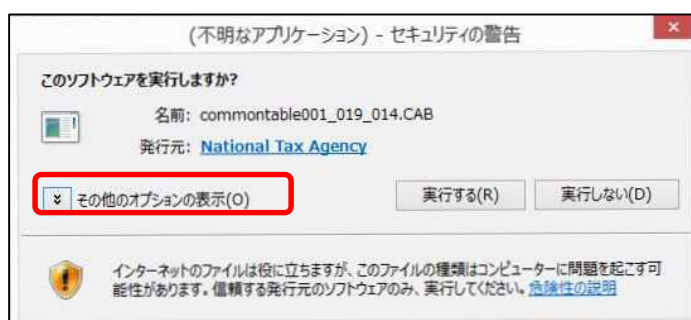 (不明なアプリケーション) - セキュリティの警告
このソフトウェアを実行しますか?
名前: commontable001_019_014.CAB
発行元: National Tax Agency
その他のオプションの表示(O)
実行する(R)
実行しない(D)
インターネットのファイルは役に立ちますが、このファイルの種類はコンピューターに問題を起こす可
能性があります。信頼する発行元のソフトウェアのみ、実行してください。危険性の説明